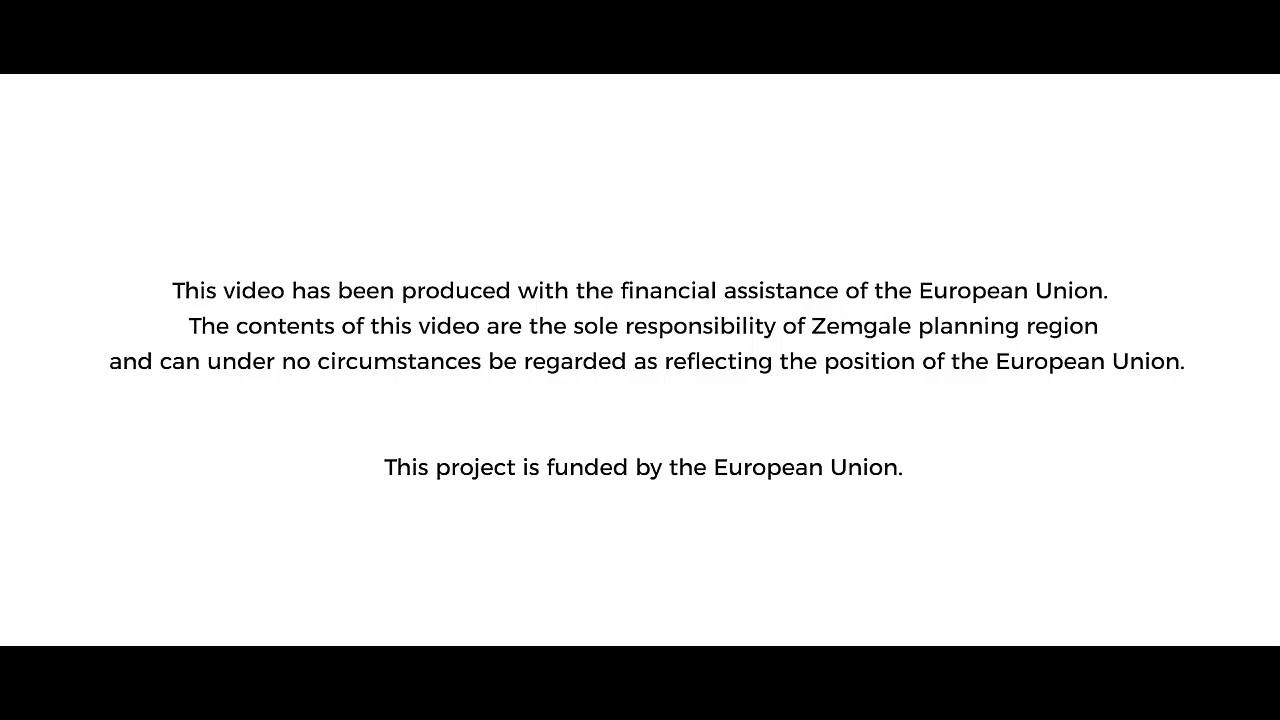 This video has been produced with the financial assistance of the European Union.
The contents of this video are the sole responsibility of Zemgale planning region
and can under no circumstances be regarded as reflecting the position of the European Union.
This project is funded by the European Union.